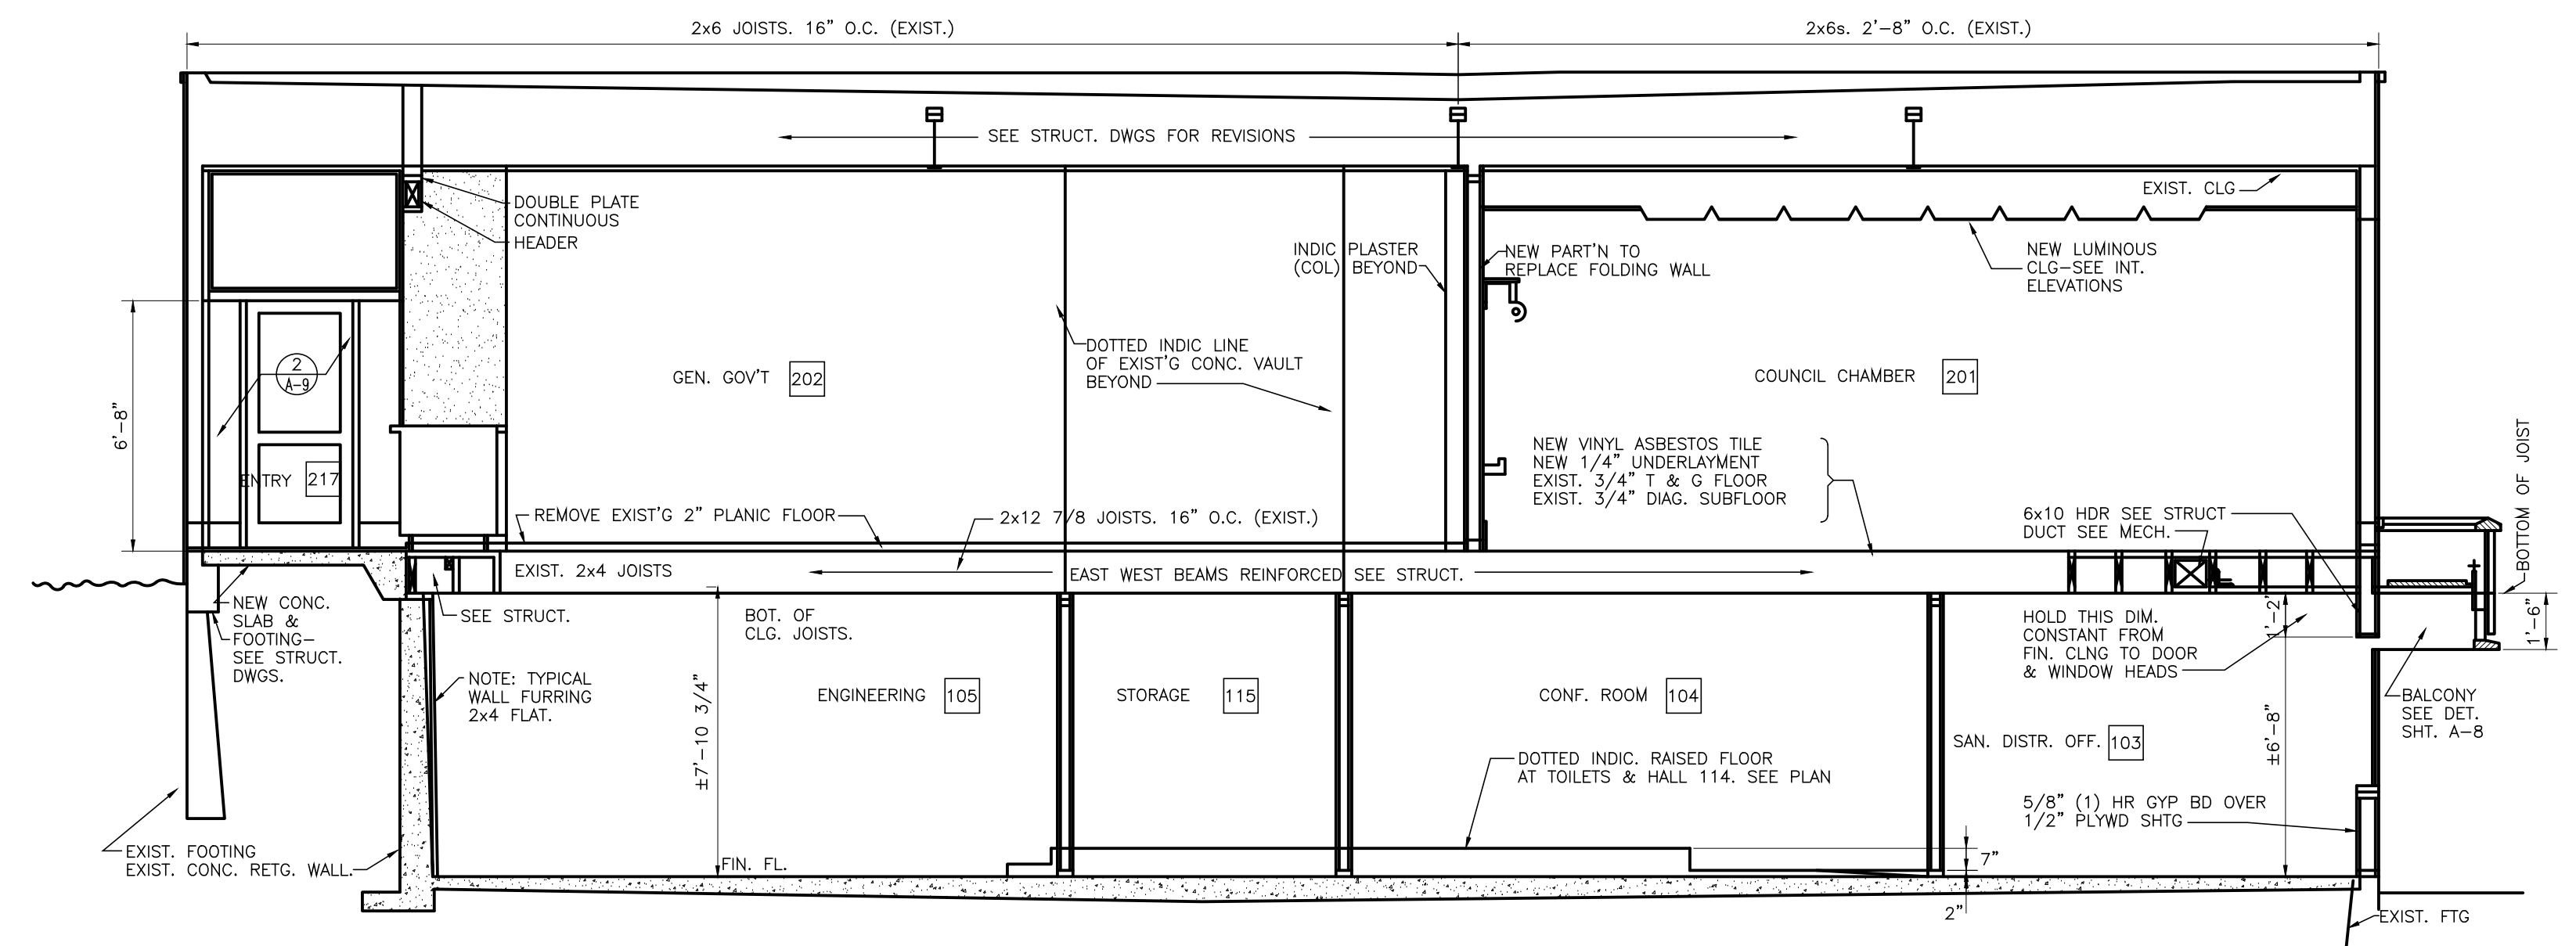 2x6 JOISTS. 16" O.C. (EXIST.)
2x6s. 2'-8" O.C. (EXIST.)
SEE STRUCT. DWGS FOR REVISIONS
EXIST. CLG
DOUBLE PLATE
CONTINUOUS
HEADER
INDIC PLASTER
(COL) BEYOND
NEW PART'N TO
REPLACE FOLDING WALL
NEW LUMINOUS
CLG-SEE INT.
ELEVATIONS
2
A-9
6'-8"
GEN. GOV'T 202
DOTTED INDIC LINE
OF EXIST'G CONC. VAULT
BEYOND
COUNCIL CHAMBER 201
ENTRY 217
NEW VINYL ASBESTOS TILE
NEW 1/4" UNDERLAYMENT
EXIST. 3/4" T & G FLOOR
EXIST. 3/4" DIAG. SUBFLOOR
REMOVE EXIST'G 2" PLANIC FLOOR
2x12 7/8 JOISTS. 16" O.C. (EXIST.)
6x10 HDR SEE STRUCT
DUCT SEE MECH.
BOTTOM OF JOIST
EXIST. 2x4 JOISTS
EAST WEST BEAMS REINFORCED SEE STRUCT.
NEW CONC.
SLAB &
FOOTING-
SEE STRUCT.
DWGS.
SEE STRUCT.
BOT. OF
CLG. JOISTS.
HOLD THIS DIM.
CONSTANT FROM
FIN. CLNG TO DOOR
& WINDOW HEADS
1'-2"
1'-6"
NOTE: TYPICAL
WALL FURRING
2x4 FLAT.
±7'-10 3/4"
ENGINEERING 105
STORAGE 115
CONF. ROOM 104
SAN. DISTR. OFF. 103
±6'-8"
BALCONY
SEE DET.
SHT. A-8
DOTTED INDIC. RAISED FLOOR
AT TOILETS & HALL 114. SEE PLAN
5/8" (1) HR GYP BD OVER
1/2" PLYWD SHTG
EXIST. FOOTING
EXIST. CONC. RETG. WALL.
FIN. FL.
7"
2"
EXIST. FTG